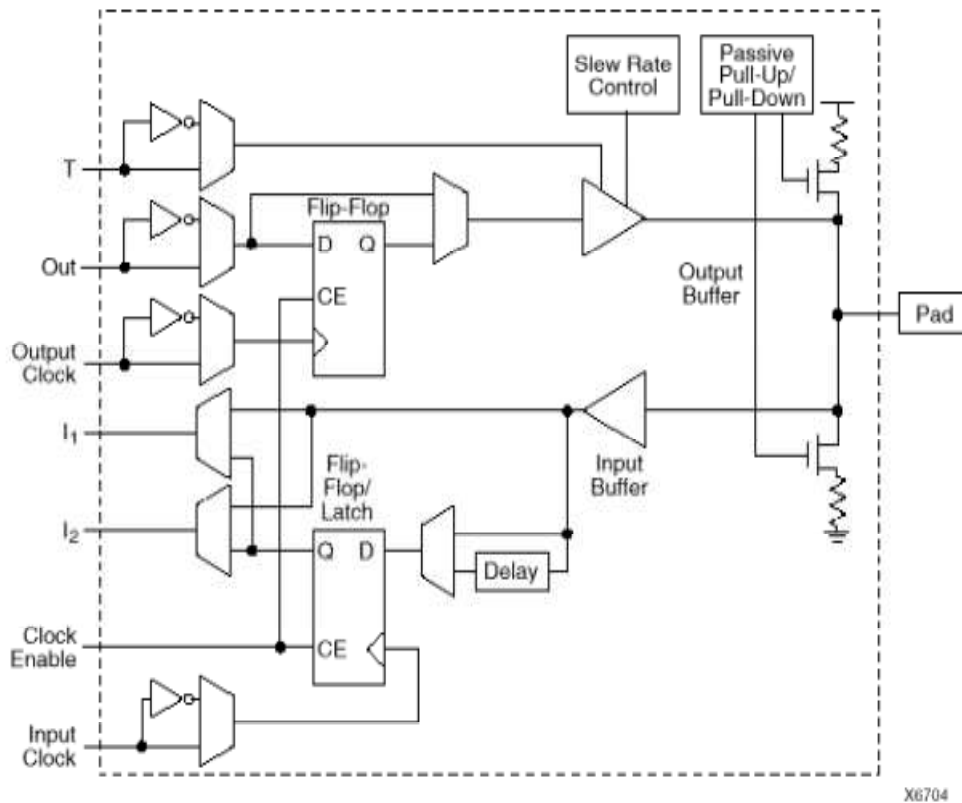 Slew Rate
Control
Passive
Pull-Up/
Pull-Down
T
Flip-Flop
D
Q
Out
CE
Output
Buffer
Pad
Output
Clock
I1
Flip-
Flop/
Latch
Input
Buffer
I2
Q
D
Delay
Clock
Enable
CE
Input
Clock
X6704